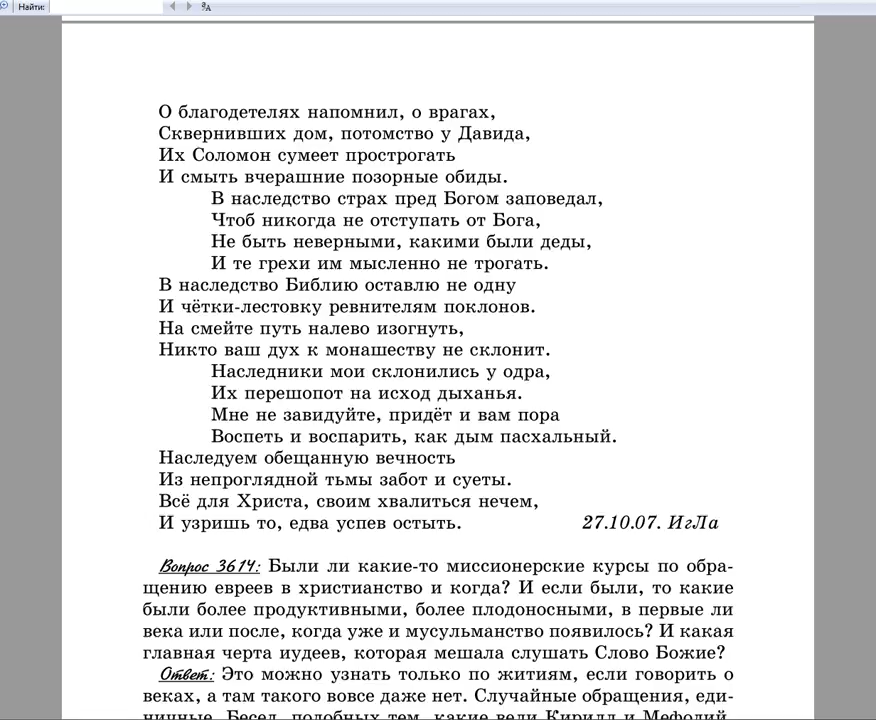 Найти:
О благодетелях напомнил, о врагах,
Сквернивших дом, потомство у Давида,
Их Соломон сумеет прострогать
И смыть вчерашние позорные обиды.
В наследство страх пред Богом заповедал,
Чтоб никогда не отступать от Бога,
Не быть неверными, какими были деды,
И те грехи им мысленно не трогать.
В наследство Библию оставлю не одну
И чётки-лестовку ревнителям поклонов.
На смейте путь налево изогнуть,
Никто ваш дух к монашеству не склонит.
Наследники мои склонились у одра,
Их перешопот на исход дыханья.
Мне не завидуйте, придёт и вам пора
Воспеть и воспарить, как дым пасхальный.
Наследуем обещанную вечность
Из непроглядной тьмы забот и суеты.
Всё для Христа, своим хвалиться нечем,
И узришь то, едва успев остыть. 27.10.07. ИгЛа
Вопрос 3614: Были ли какие-то миссионерские курсы по обра-
щению евреев в христианство и когда? И если были, то какие
были более продуктивными, более плодоносными, в первые ли
века или после, когда уже и мусульманство появилось? И какая
главная черта иудеев, которая мешала слушать Слово Божие?
Ответ: Это можно узнать только по житиям, если говорить о
веках, а там такого вовсе даже нет. Случайные обращения, еди-
ничные. Бесед, подобных тем, какие вели Кирилл и Мефодий,